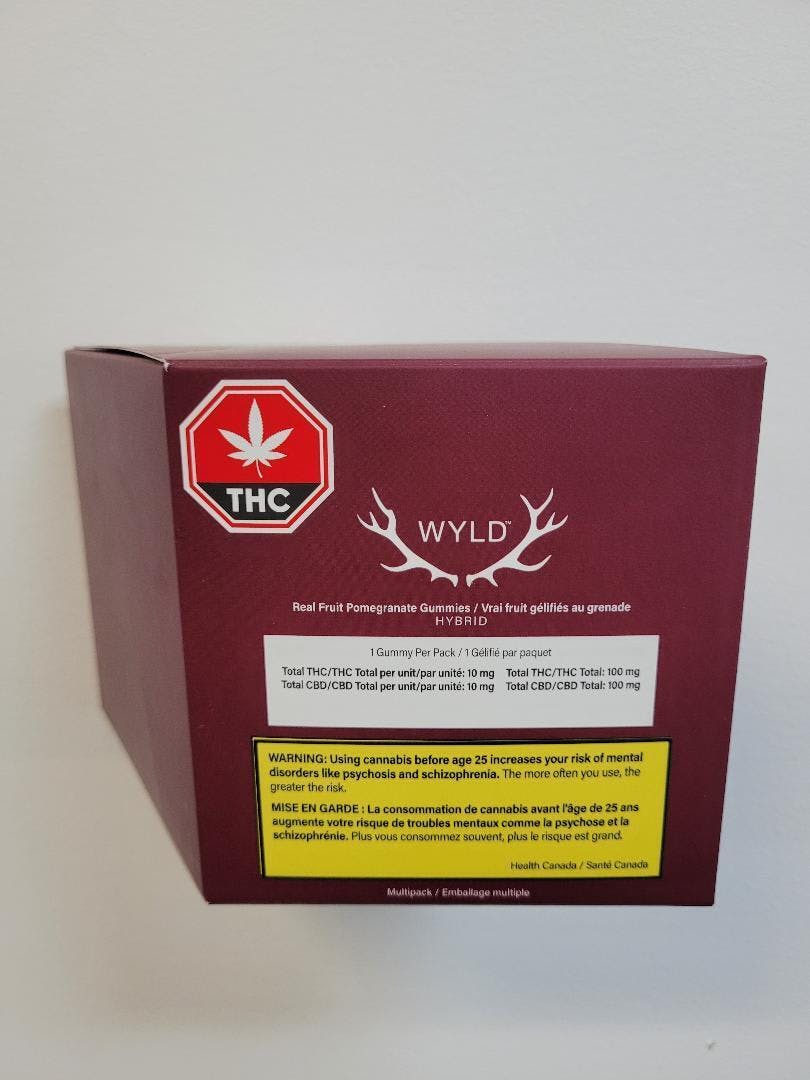 THC
WYLD™
Real Fruit Pomegranate Gummies / Vrai fruit gélifiés au grenade
HYBRID
1 Gummy Per Pack / 1 Gélifié par paquet
Total THC/THC Total per unit/par unité: 10 mg Total THC/THC Total: 100 mg
Total CBD/CBD Total per unit/par unité: 10 mg Total CBD/CBD Total: 100 mg
WARNING: Using cannabis before age 25 increases your risk of mental
disorders like psychosis and schizophrenia. The more often you use, the
greater the risk.
MISE EN GARDE : La consommation de cannabis avant l'âge de 25 ans
augmente votre risque de troubles mentaux comme la psychose et la
schizophrénie. Plus vous consommez souvent, plus le risque est grand.
Health Canada / Santé Canada
Multipack / Emballage multiple